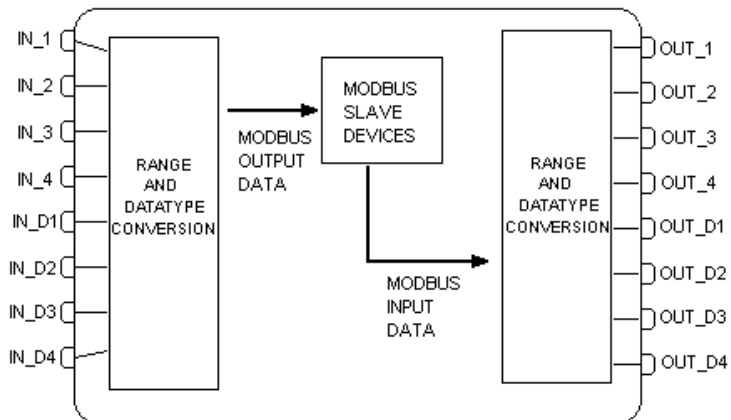 IN_1
IN_2
IN_3
IN_4
IN_D1
IN_D2
IN_D3
IN_D4
RANGE
AND
DATATYPE
CONVERSION
MODBUS
OUTPUT
DATA
MODBUS
SLAVE
DEVICES
MODBUS
INPUT
DATA
RANGE
AND
DATATYPE
CONVERSION
OUT_1
OUT_2
OUT_3
OUT_4
OUT_D1
OUT_D2
OUT_D3
OUT_D4